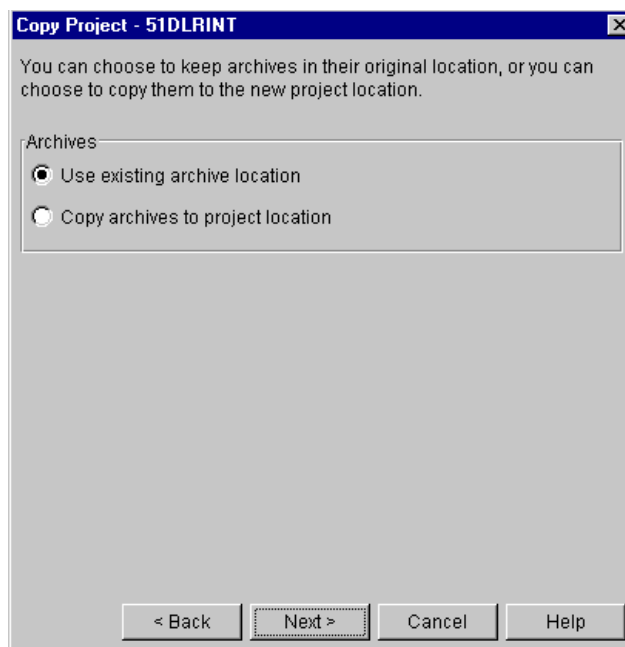 Copy Project - 51DLRINT
You can choose to keep archives in their original location, or you can
choose to copy them to the new project location.
Archives
Use existing archive location
Copy archives to project location
< Back Next > Cancel Help